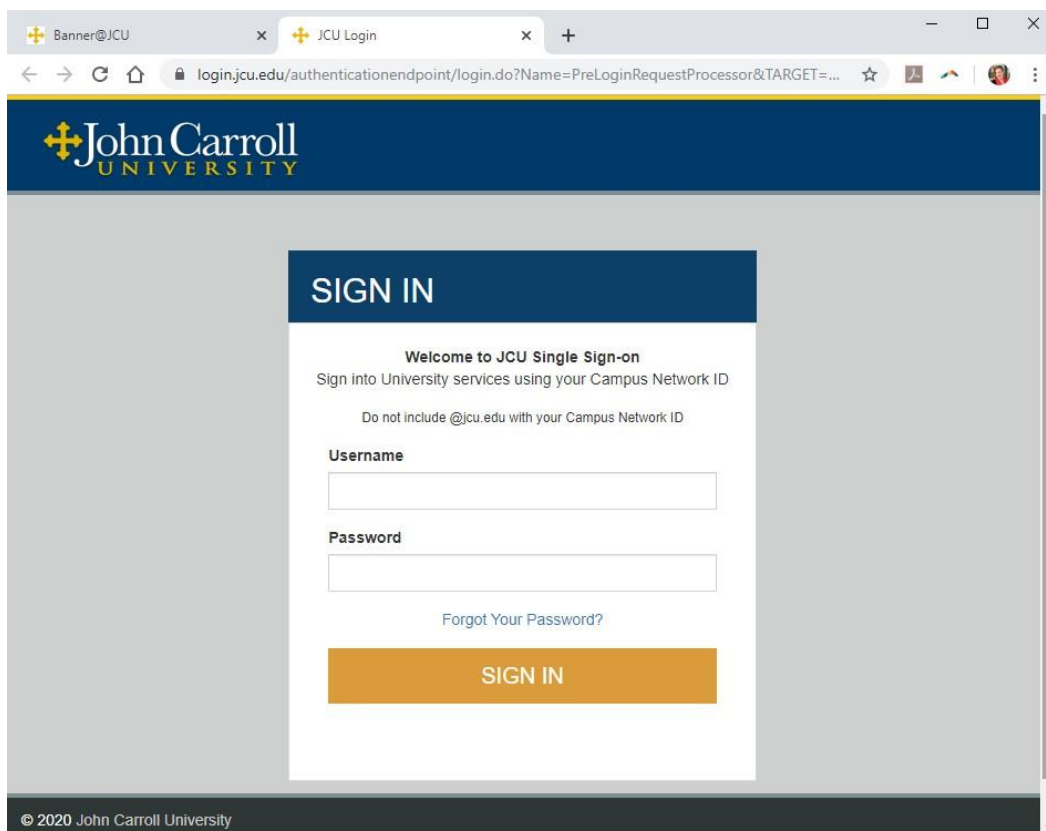 Banner@JCU
JCU Login
login.jcu.edu/authenticationendpoint/login.do?Name=PreLoginRequestProcessor&TARGET=...
John Carroll
UNIVERSITY
SIGN IN
Welcome to JCU Single Sign-on
Sign into University services using your Campus Network ID
Do not include @jcu.edu with your Campus Network ID
Username
Password
Forgot Your Password?
SIGN IN
© 2020 John Carroll University